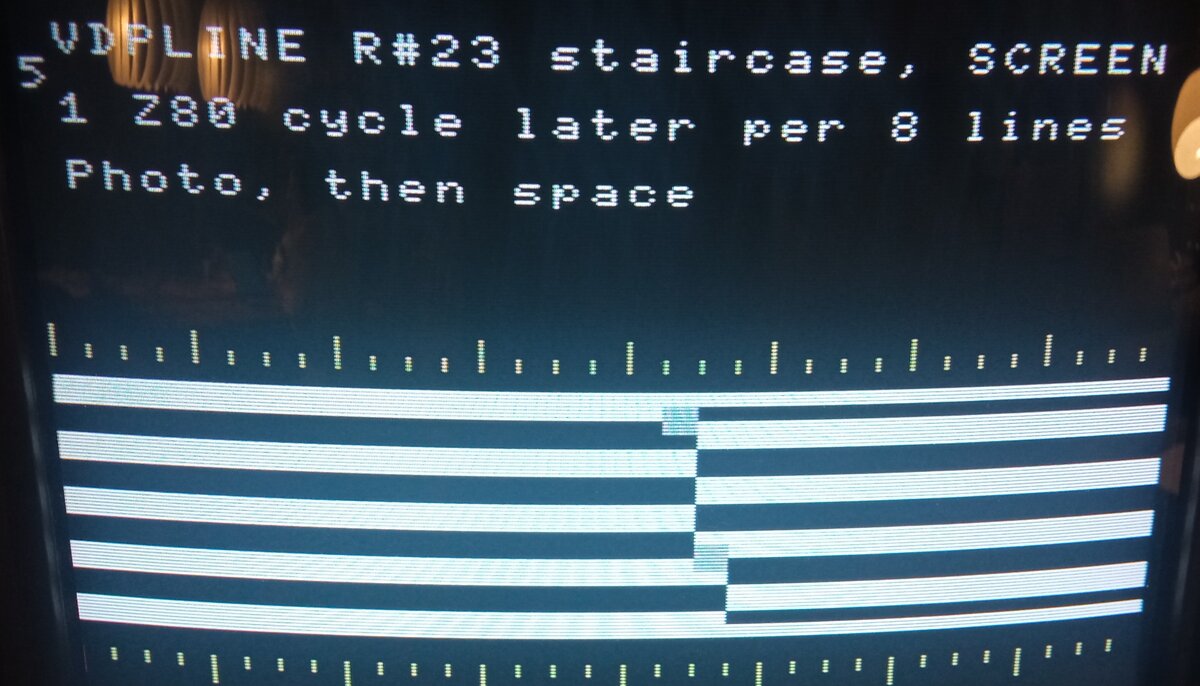 VDPLINE R#23 staircase, SCREEN
5
1 Z80 cycle later per 8 lines
Photo, then space